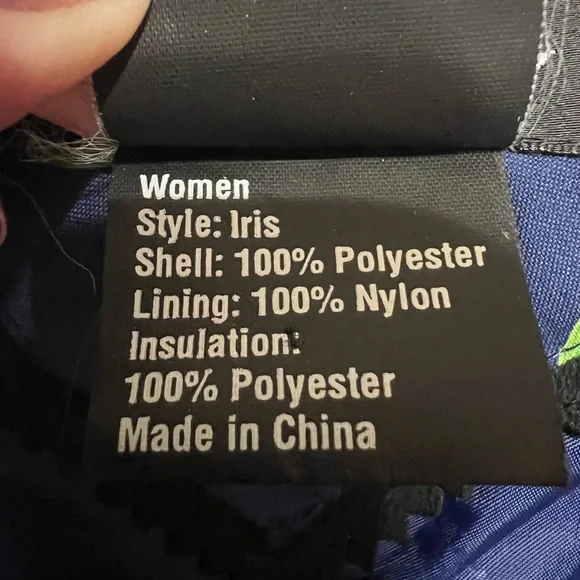 Women
Style: Iris
Shell: 100% Polyester
Lining: 100% Nylon
Insulation:
100% Polyester
Made in China